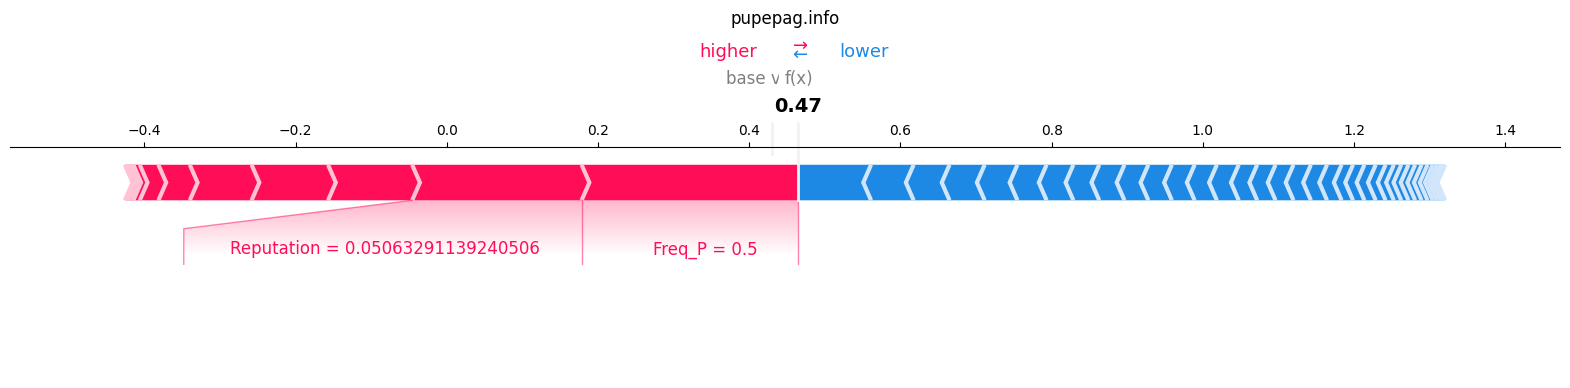 pupepag.info
higher → ← lower
base v f(x)
0.47
−0.4 −0.2 0.0 0.2 0.4 0.6 0.8 1.0 1.2 1.4
Reputation = 0.05063291139240506 Freq_P = 0.5